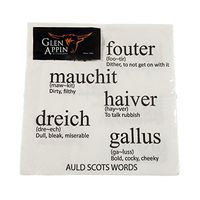 GLEN
APPIN
fouter
(foo-tir)
Dither, to not get on with it
mauchit
(maw-kit)
Dirty, filthy
haiver
(hay-ver)
To talk rubbish
dreich
(dree-ech)
Dull, bleak, miserable
gallus
(ga-luss)
Bold, cocky, cheeky
AULD SCOTS WORDS